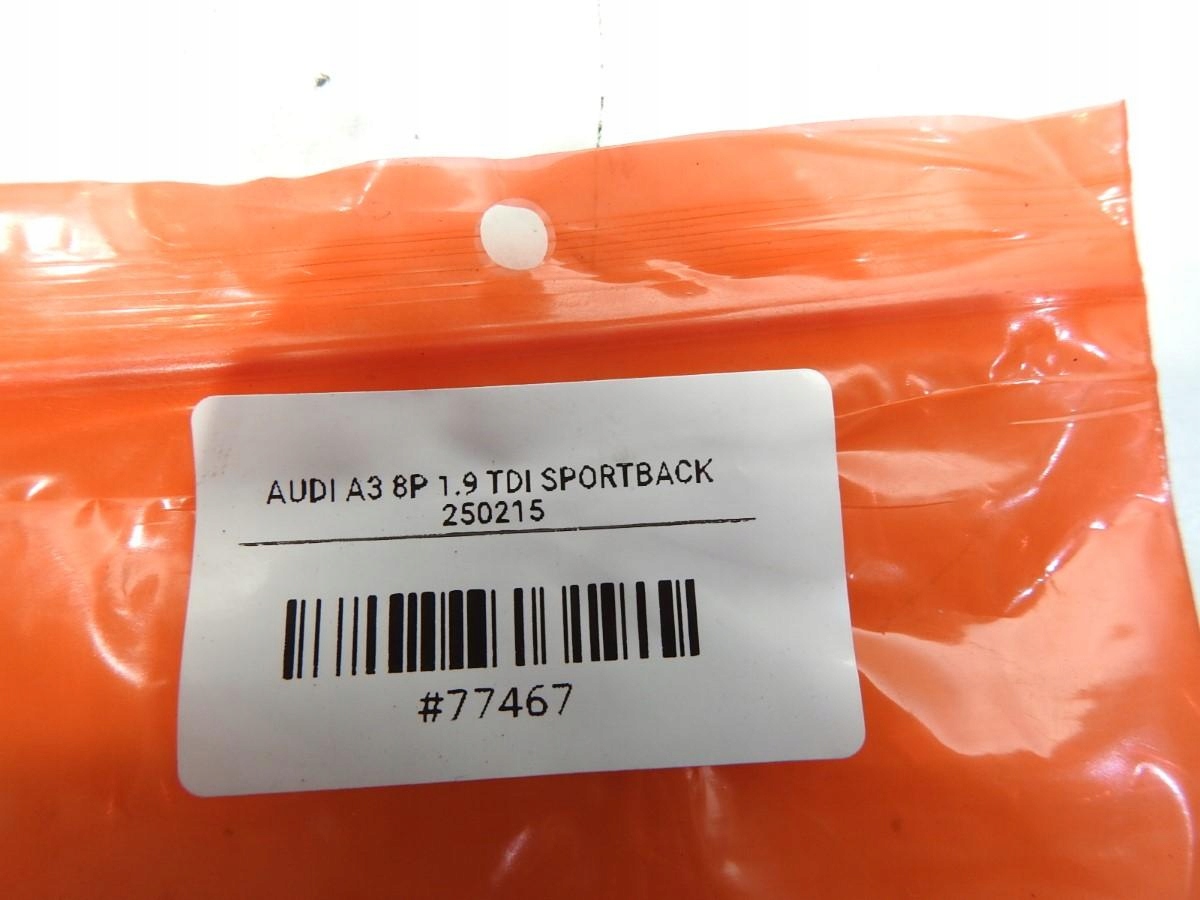 AUDI A3 8P 1.9 TDI SPORTBACK
250215
#77467